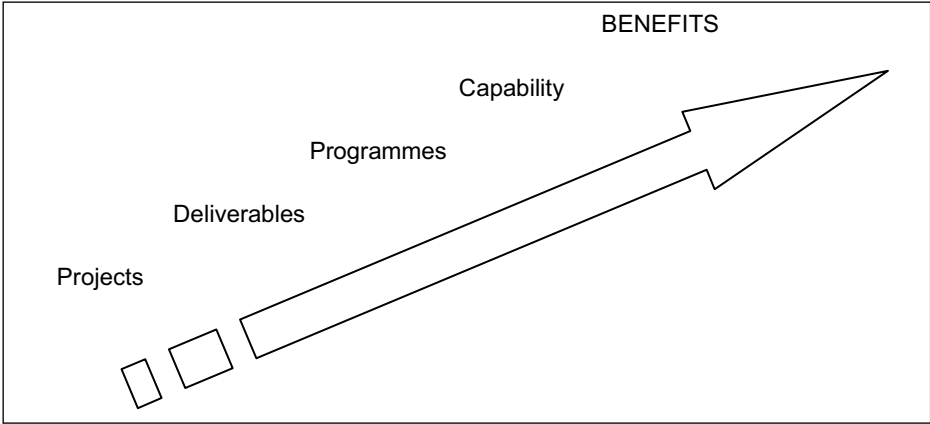 BENEFITS
Capability
Programmes
Deliverables
Projects